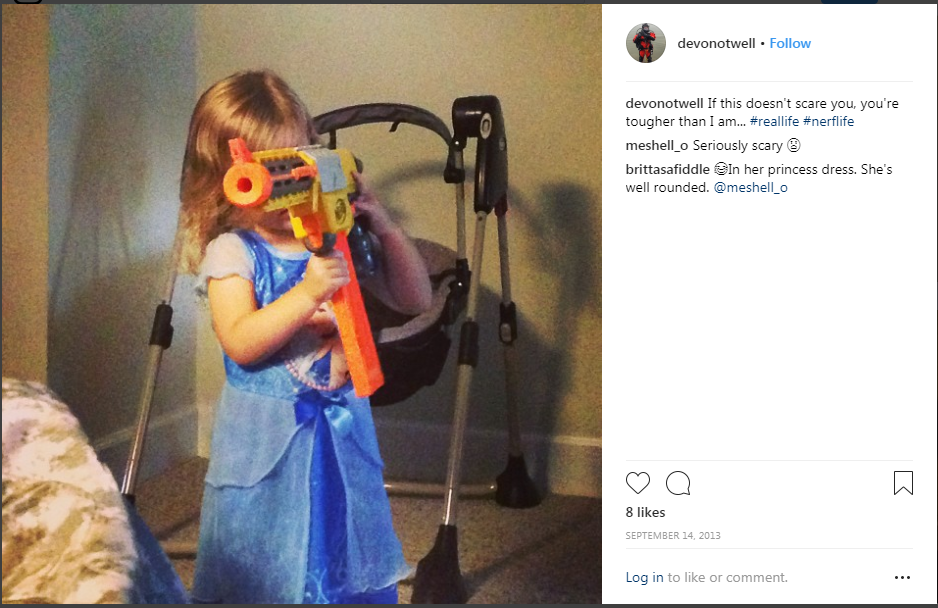 devonotwell • Follow
devonotwell If this doesn't scare you, you're
tougher than I am... #reallife #nerflife
meshell_o Seriously scary 😧
brittasafiddle 😂In her princess dress. She's
well rounded. @meshell_o
8 likes
SEPTEMBER 14, 2013
Log in to like or comment.